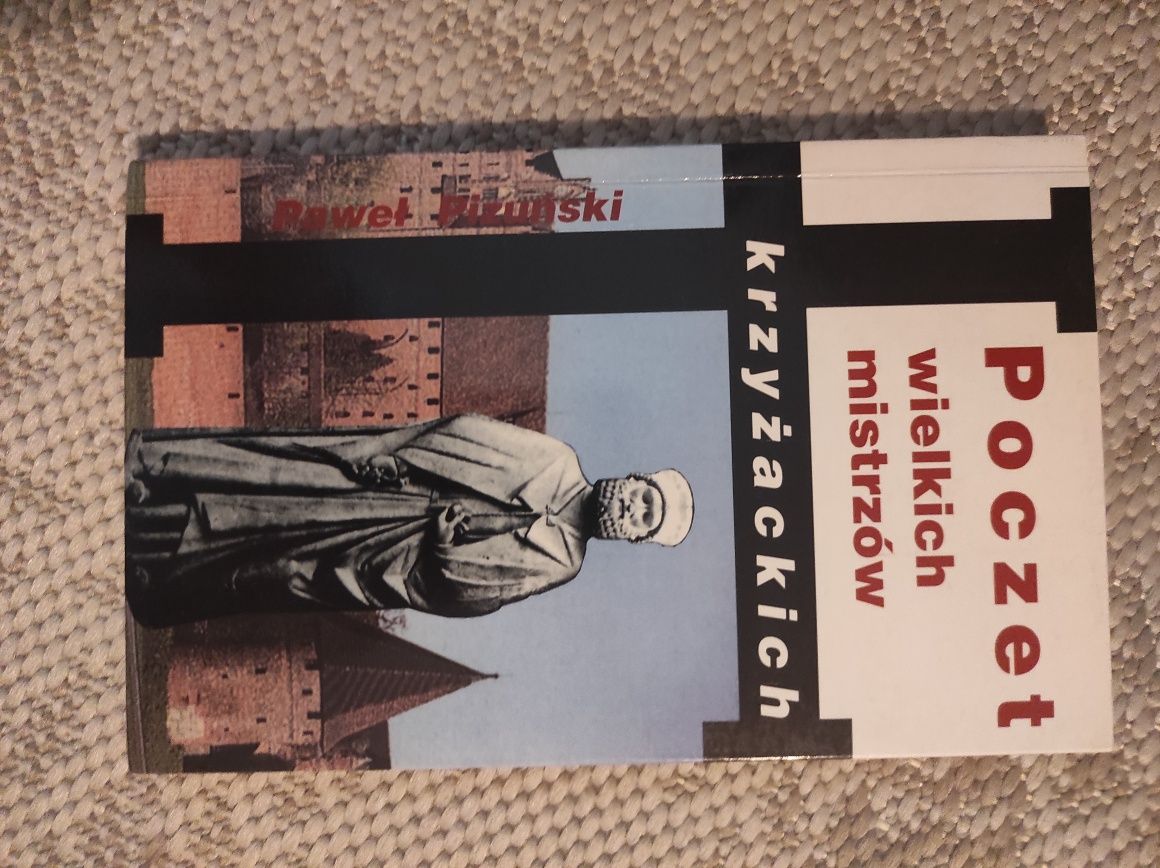 Poczet
wielkich
mistrzów
krzyżackich
Paweł Pizuński